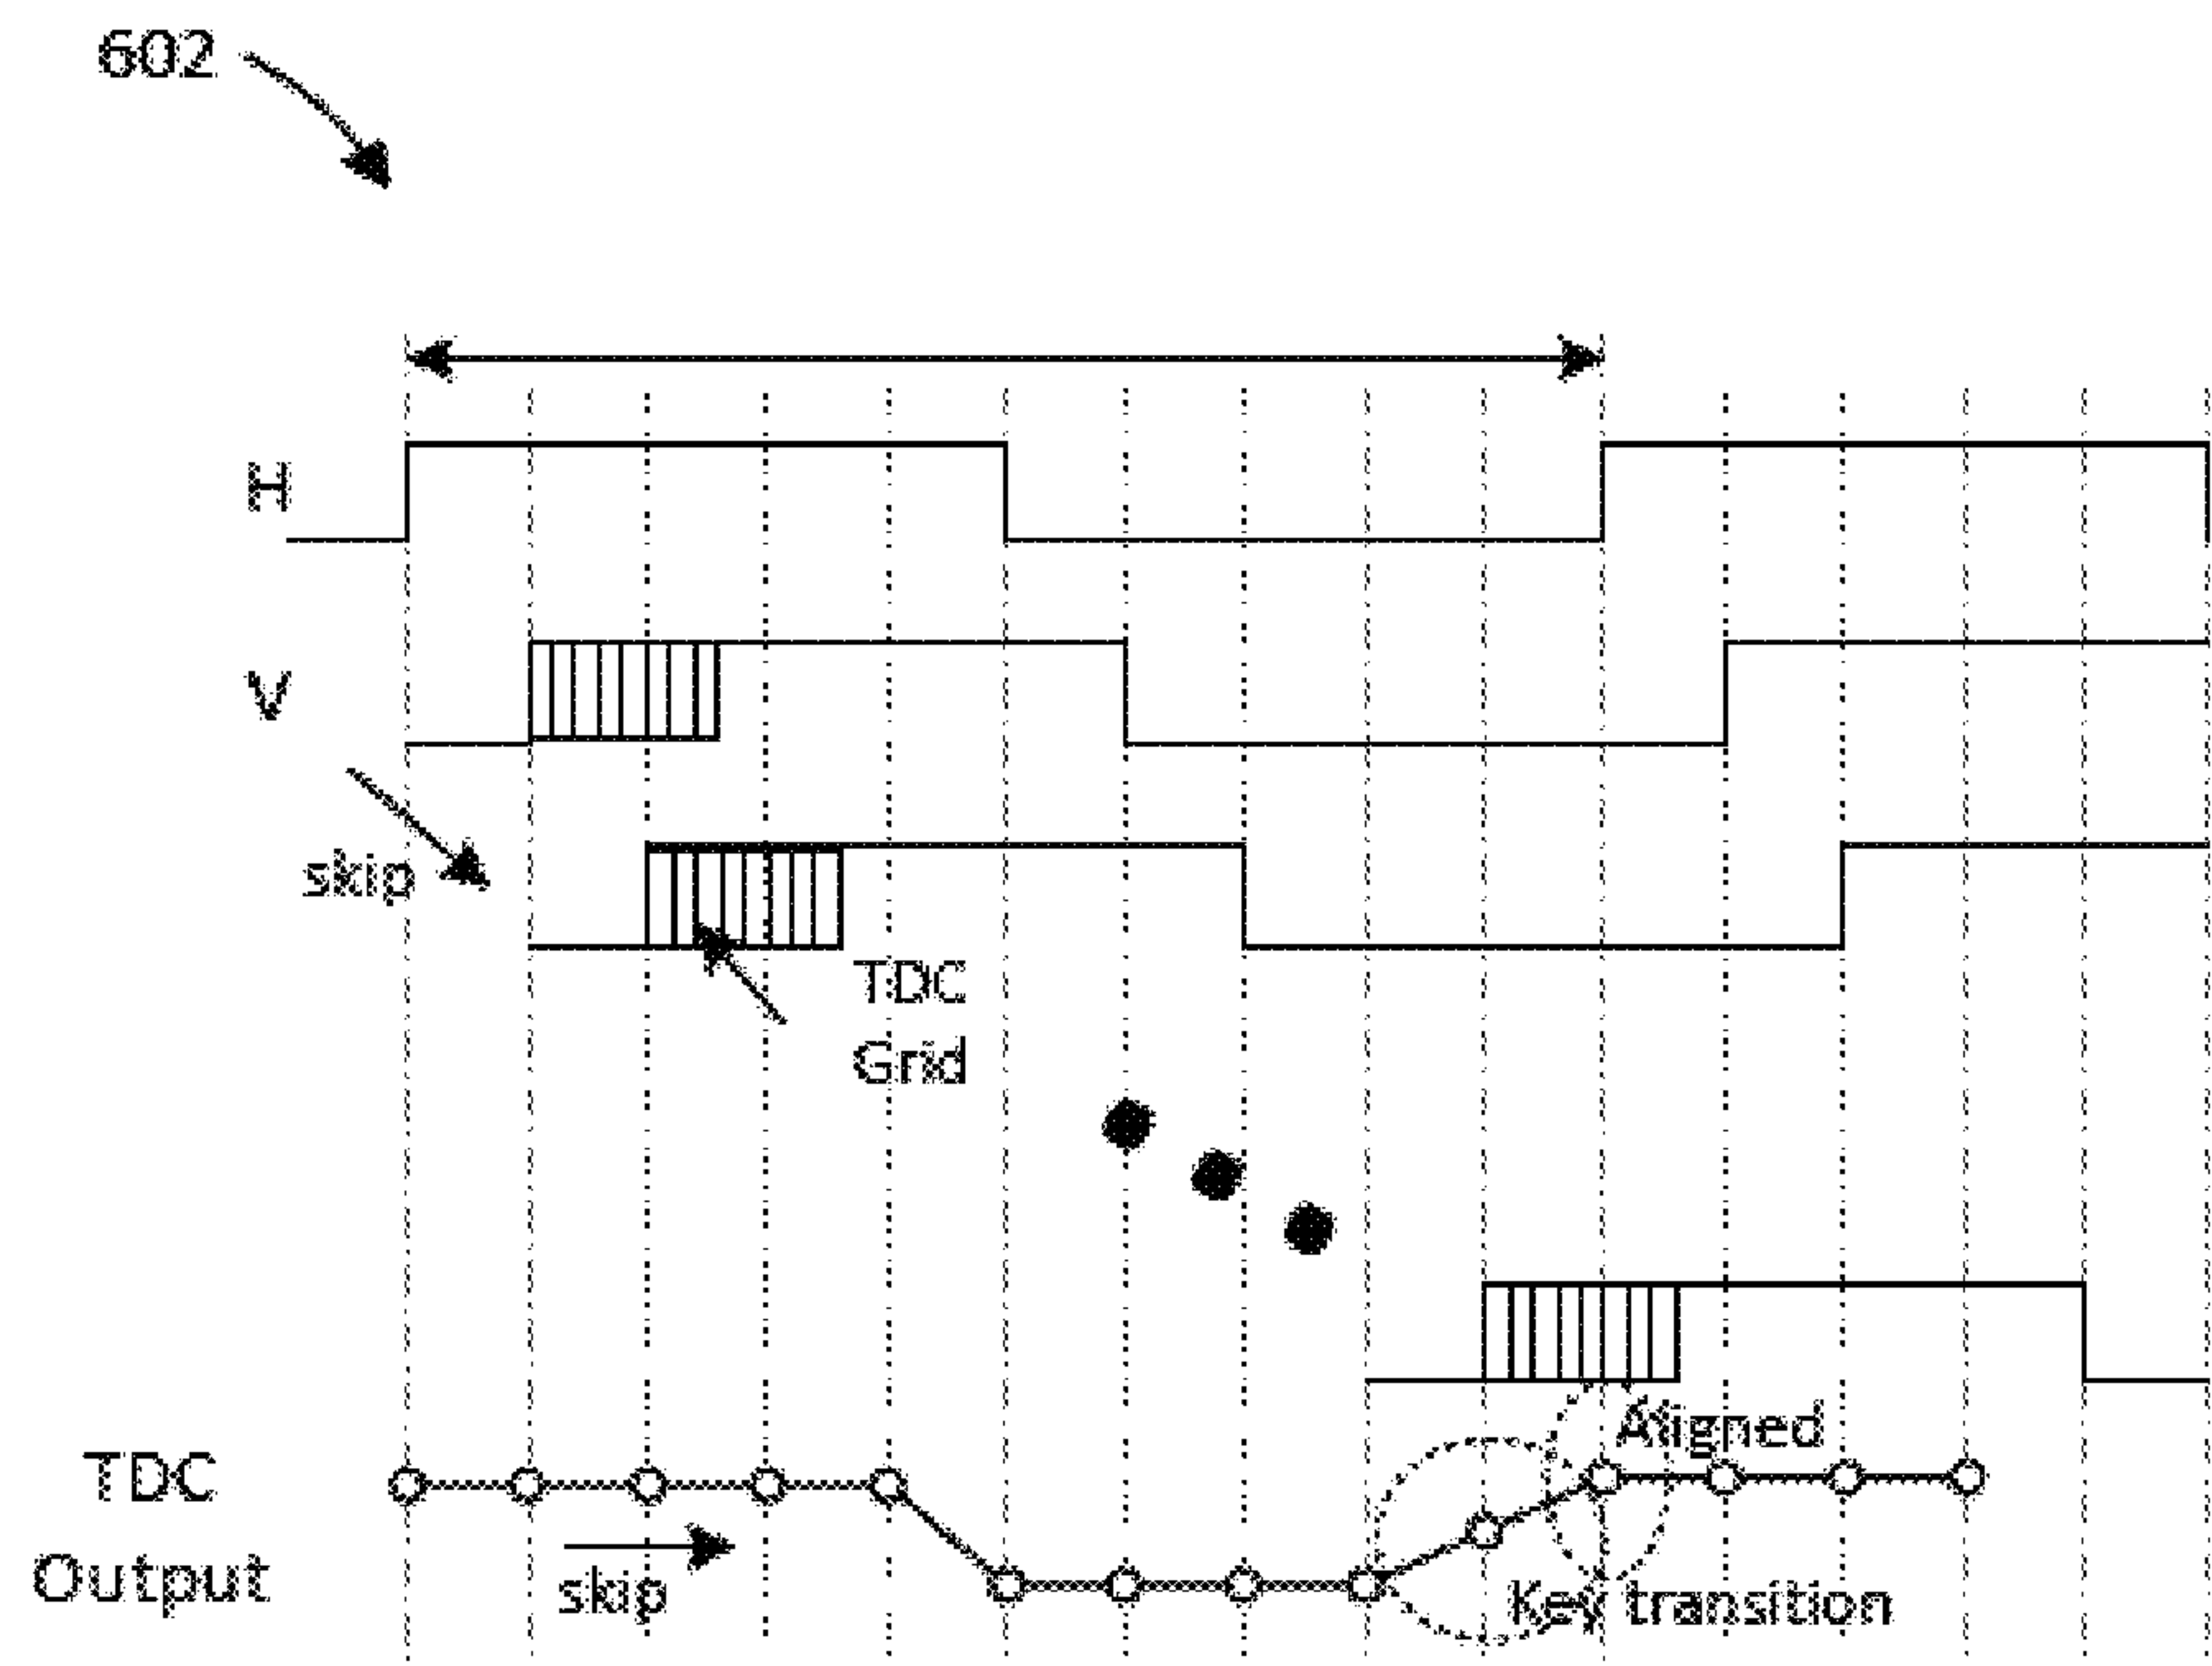 602
H
V
skip
TDC
Grid
Aligned
TDC
Output
skip
Key transition